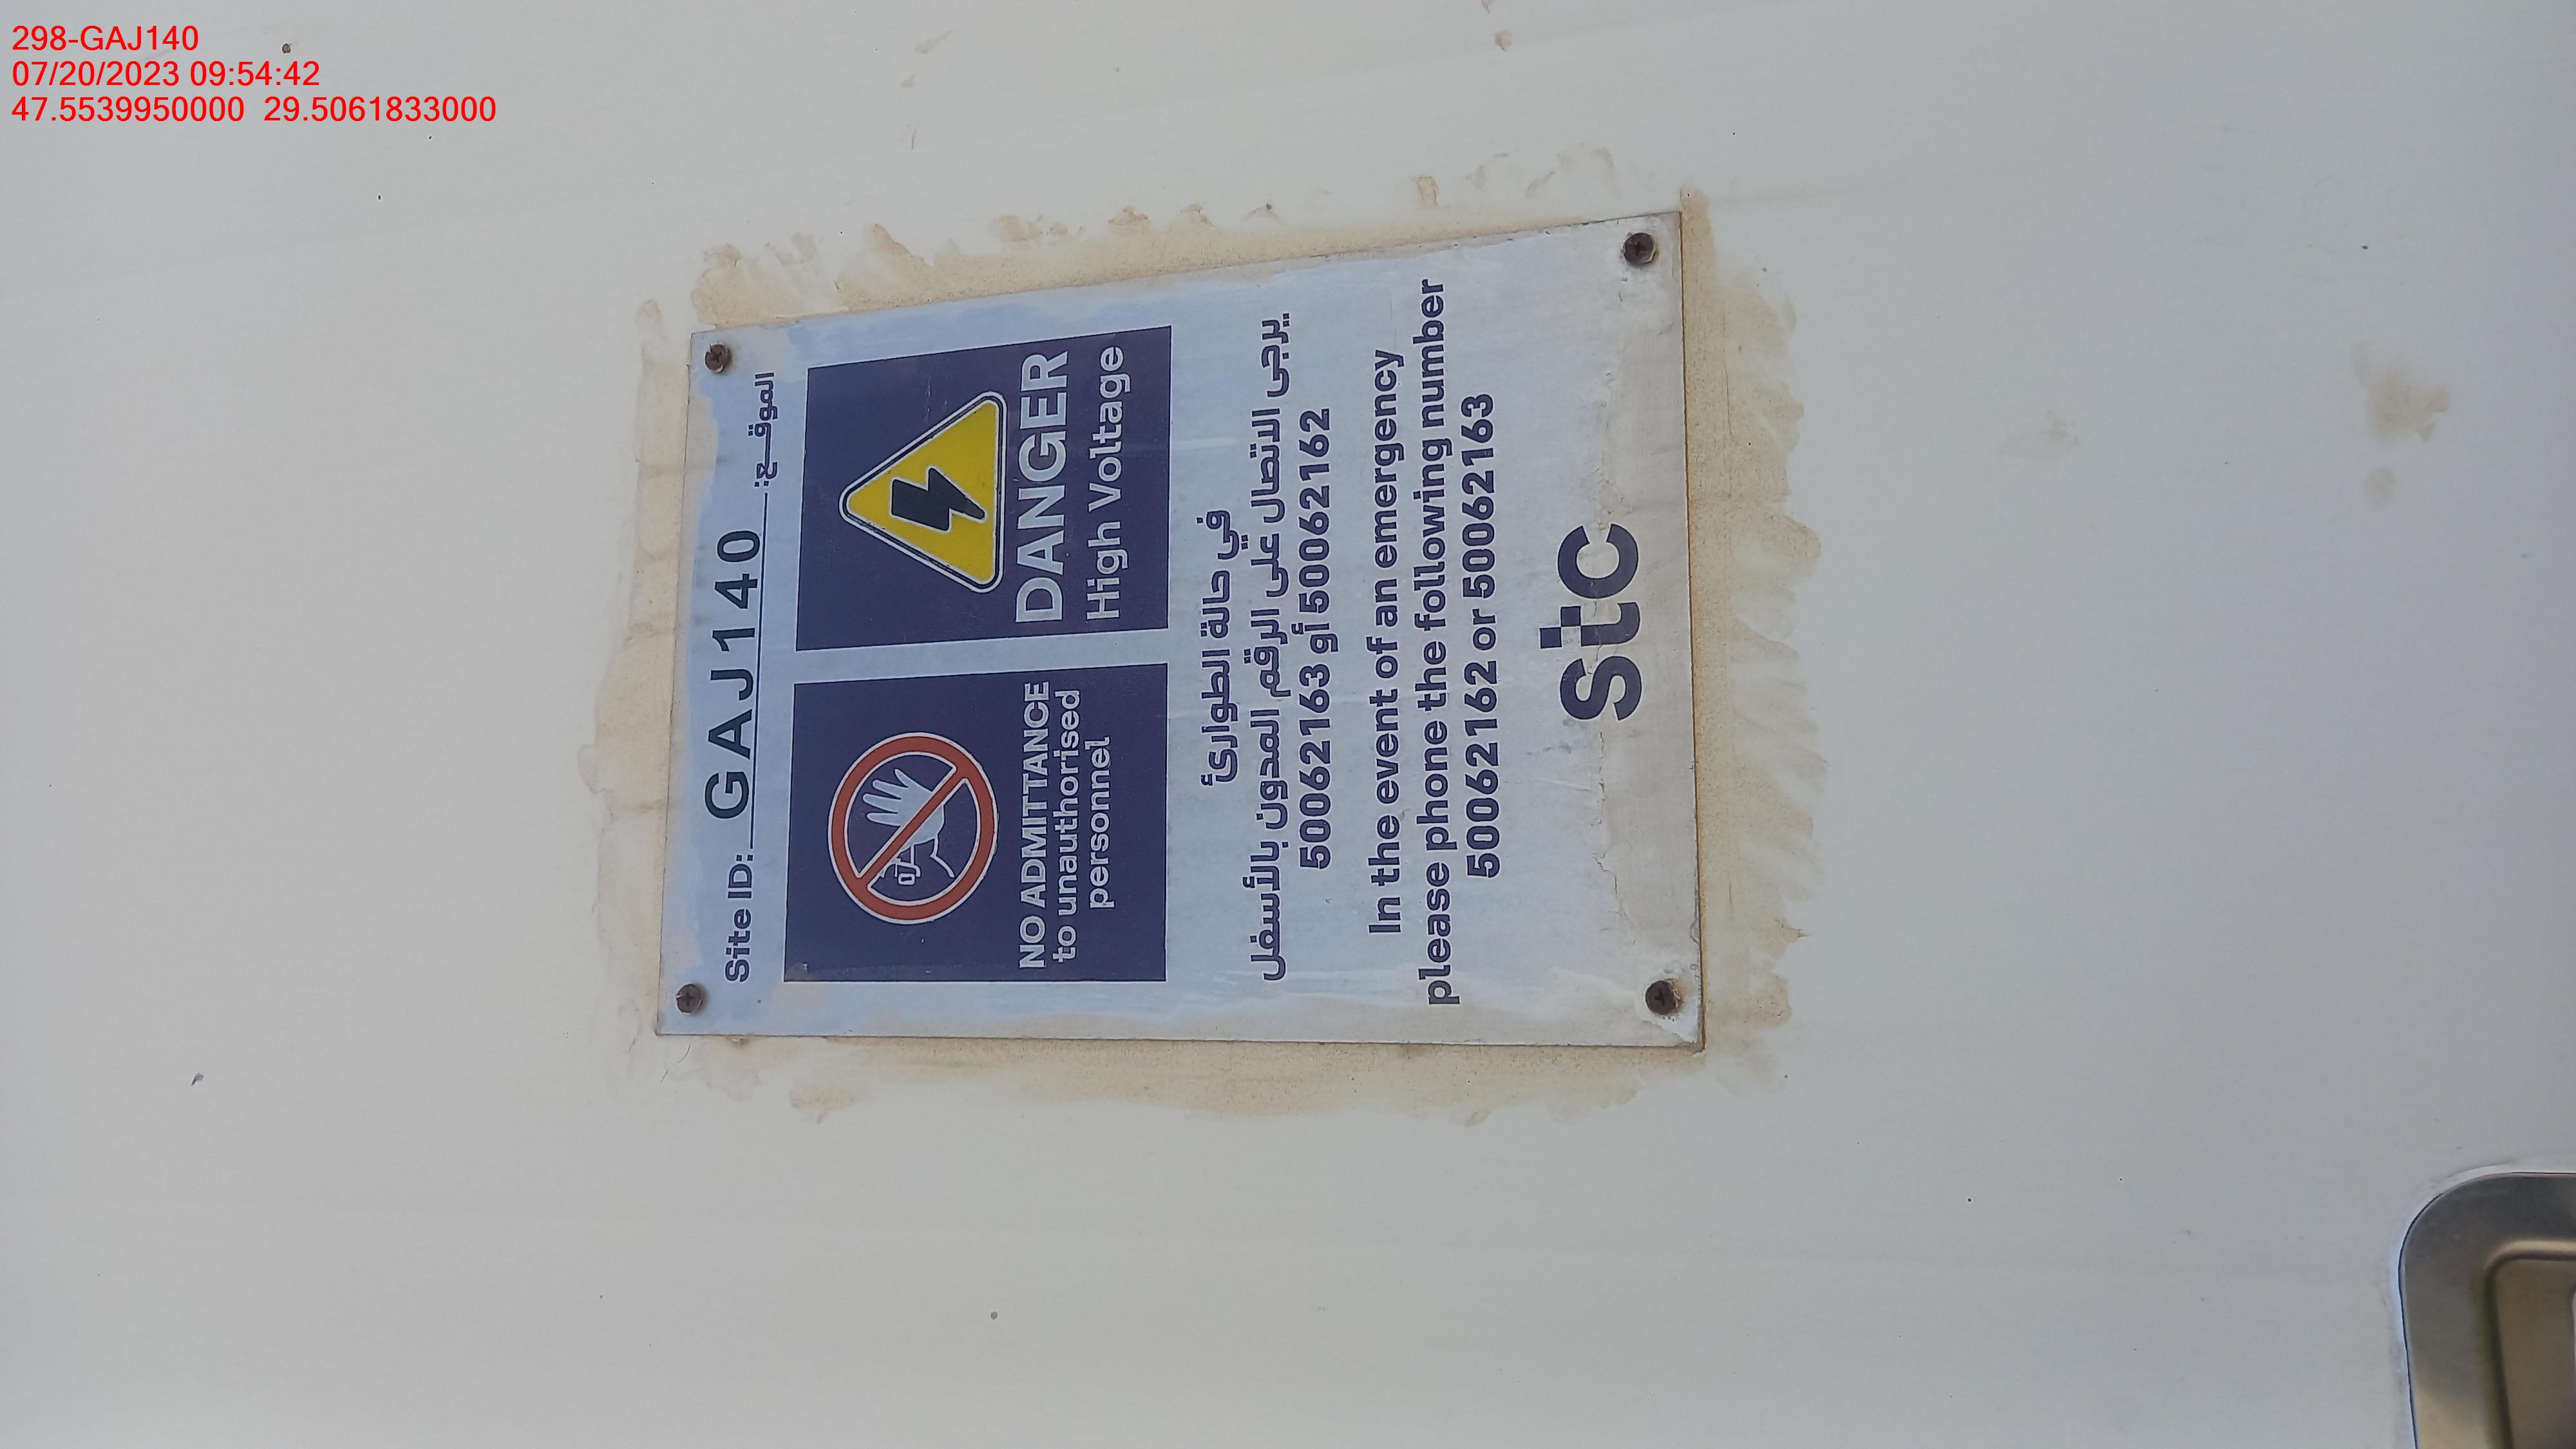 298-GAJ140
07/20/2023 09:54:42
47.5539950000 29.5061833000
Site ID: GAJ140 الموقـــع:
NO ADMITTANCE
to unauthorised
personnel
DANGER
High Voltage
في حالة الطوارئ
يرجى الاتصال على الرقم المدون بالأسفل
50062163 أو 50062162
In the event of an emergency
please phone the following number
50062162 or 50062163
stc